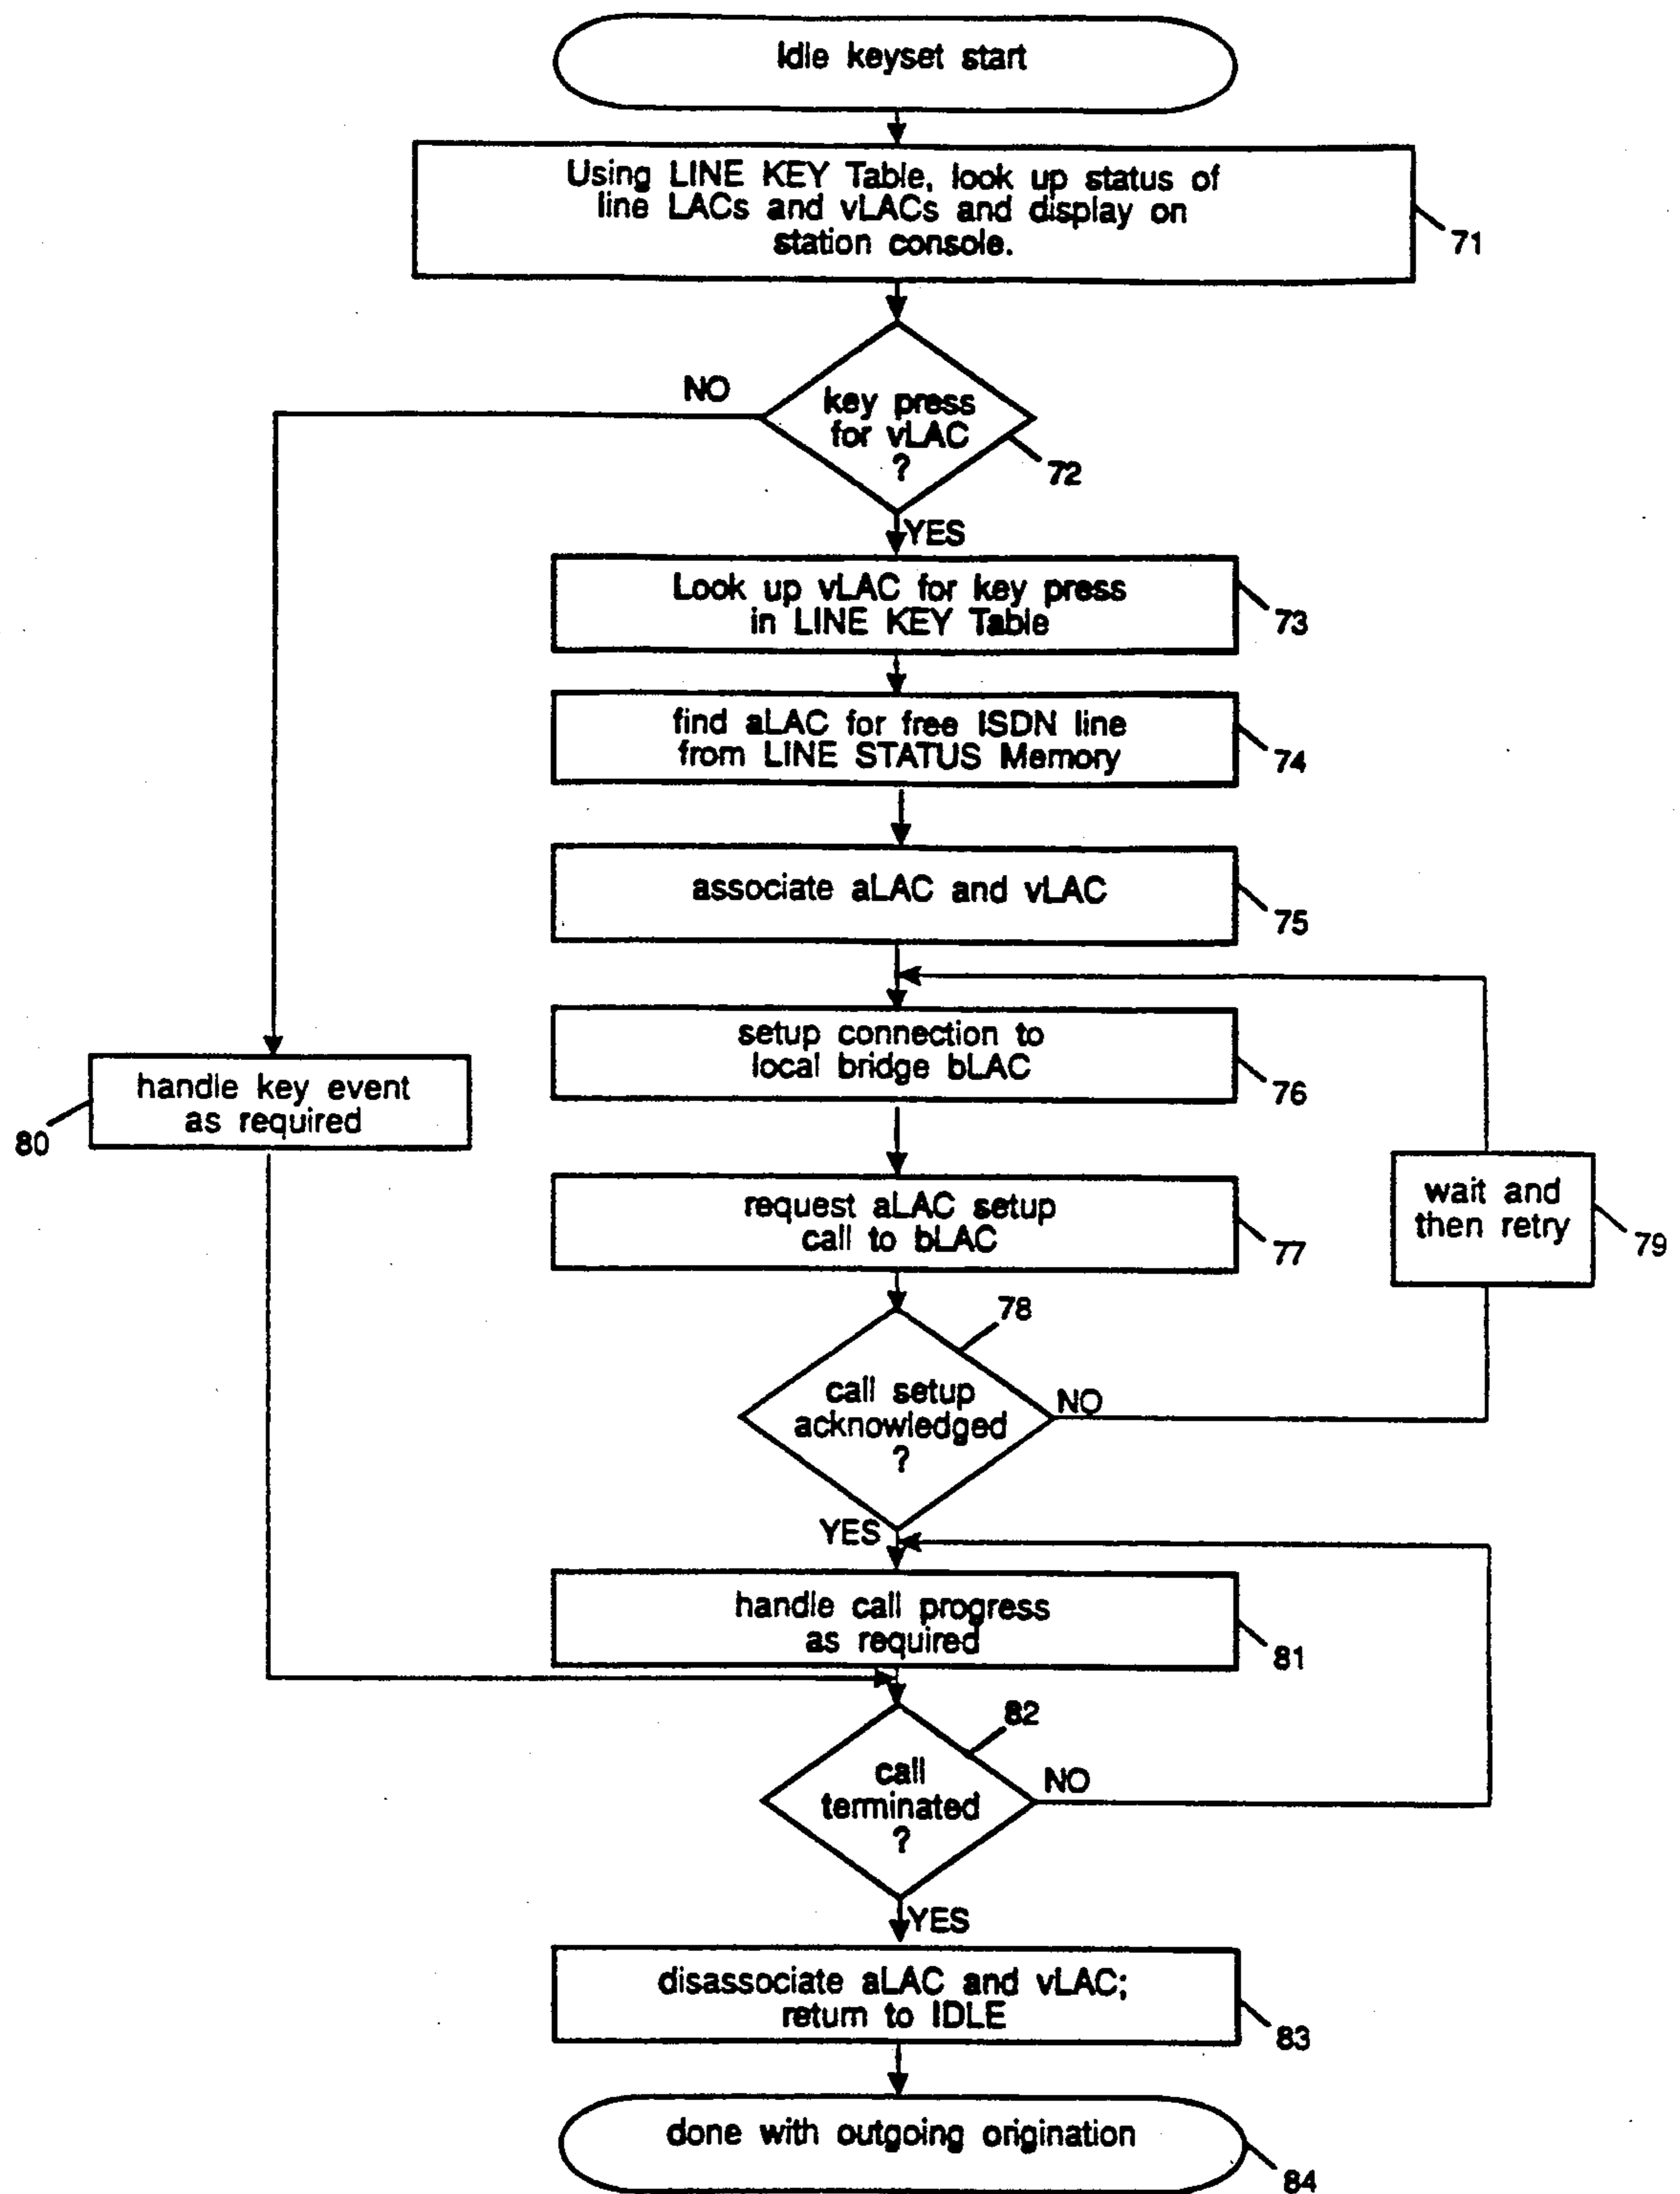 Idle keyset start
Using LINE KEY Table, look up status of
line LACs and vLACs and display on
station console.
71
NO
key press
for vLAC
?
72
YES
Look up vLAC for key press
in LINE KEY Table
73
find aLAC for free ISDN line
from LINE STATUS Memory
74
associate aLAC and vLAC
75
setup connection to
local bridge bLAC
76
handle key event
as required
80
request aLAC setup
call to bLAC
77
wait and
then retry
79
78
call setup
acknowledged
?
NO
YES
handle call progress
as required
81
82
call
terminated
?
NO
YES
disassociate aLAC and vLAC;
return to IDLE
83
done with outgoing origination
84